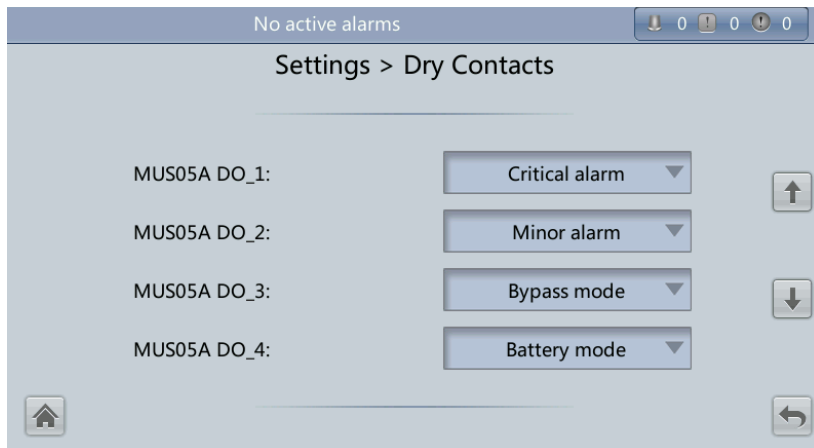 No active alarms 0 0 0
Settings > Dry Contacts
MUS05A DO_1: Critical alarm
MUS05A DO_2: Minor alarm
MUS05A DO_3: Bypass mode
MUS05A DO_4: Battery mode